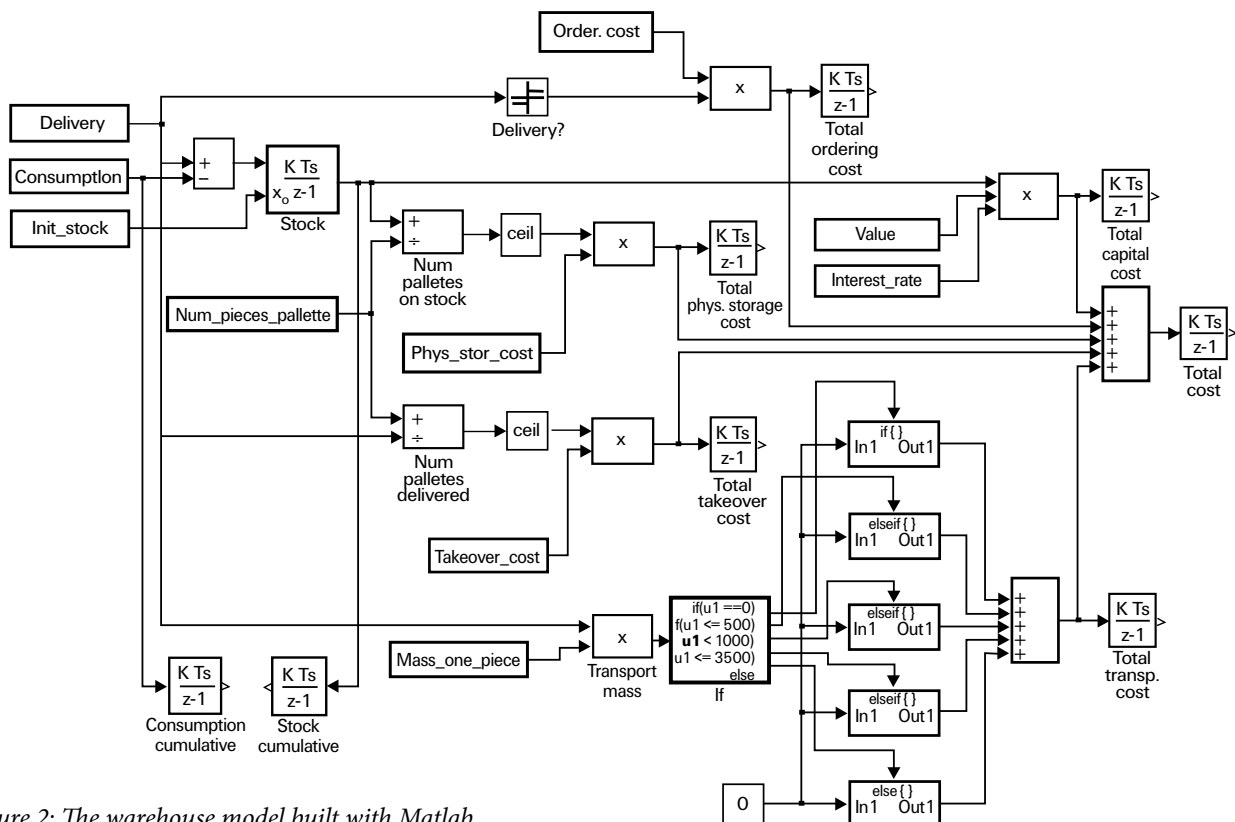 Order. cost
x
K Ts
z-1
Total
ordering
cost
Delivery?
Delivery
Consumption
Init_stock
+
−
K Ts
x₀ z-1
Stock
x
K Ts
z-1
Total
capital
cost
Value
Interest_rate
+
÷
Num
palletes
on stock
ceil
x
K Ts
z-1
Total
phys. storage
cost
Num_pieces_pallette
Phys_stor_cost
+
+
+
+
+
K Ts
z-1
Total
cost
+
÷
Num
palletes
delivered
ceil
x
K Ts
z-1
Total
takeover
cost
Takeover_cost
if { }
In1 Out1
elseif { }
In1 Out1
elseif { }
In1 Out1
elseif { }
In1 Out1
else { }
In1 Out1
Mass_one_piece
x
Transport
mass
if(u1 ==0)
f(u1 <= 500)
u1 < 1000)
u1 <= 3500)
else
If
+
+
+
+
+
K Ts
z-1
Total
transp.
cost
K Ts
z-1
Consumption
cumulative
K Ts
z-1
Stock
cumulative
0
ure 2: The warehouse model built with Matlab